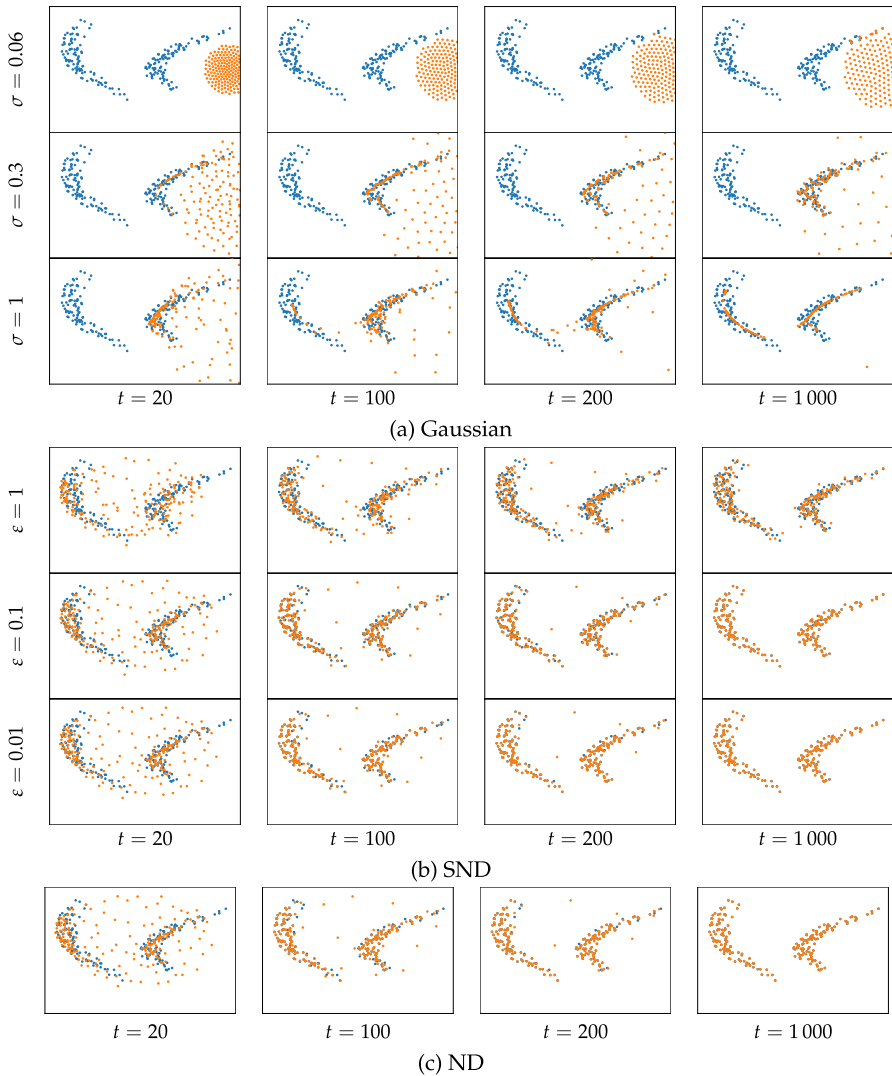 σ = 0.06
σ = 0.3
σ = 1
t = 20 t = 100 t = 200 t = 1 000
(a) Gaussian
ε = 1
ε = 0.1
ε = 0.01
t = 20 t = 100 t = 200 t = 1 000
(b) SND
t = 20 t = 100 t = 200 t = 1 000
(c) ND